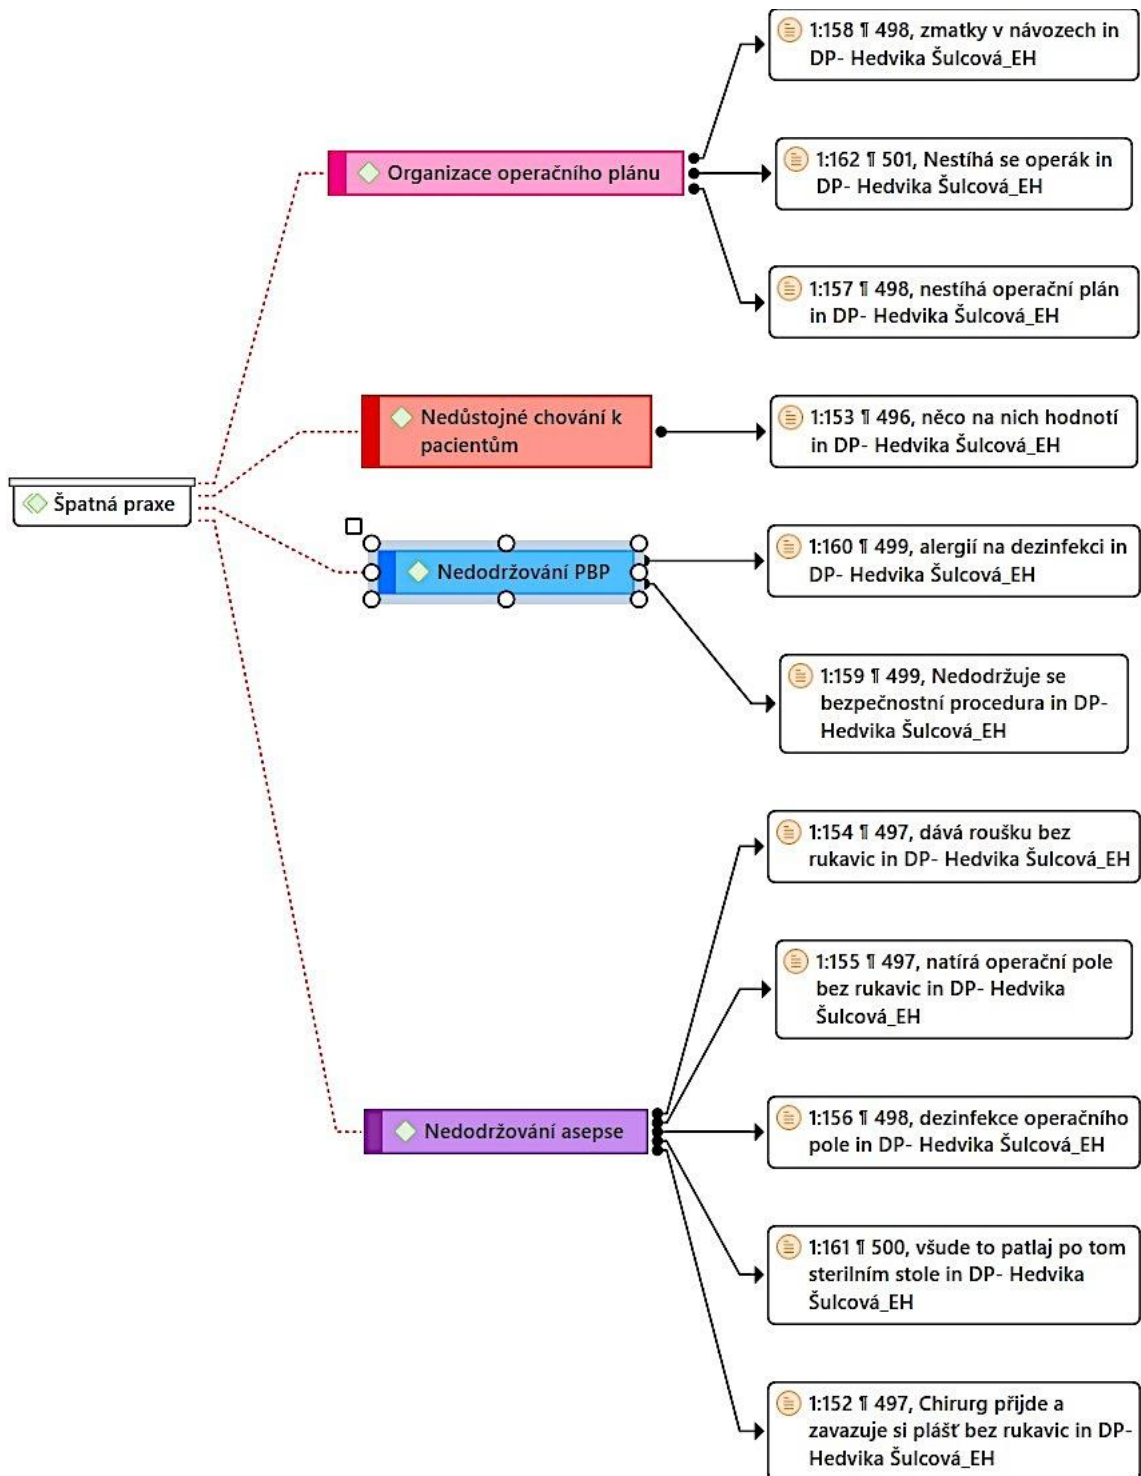 1:158 ¶ 498, zmatky v návozech in
DP- Hedvika Šulcová_EH
Organizace operačního plánu
1:162 ¶ 501, Nestíhá se operák in
DP- Hedvika Šulcová_EH
1:157 ¶ 498, nestíhá operační plán
in DP- Hedvika Šulcová_EH
Nedůstojné chování k
pacientům
1:153 ¶ 496, něco na nich hodnotí
in DP- Hedvika Šulcová_EH
Špatná praxe
Nedodržování PBP
1:160 ¶ 499, alergií na dezinfekci in
DP- Hedvika Šulcová_EH
1:159 ¶ 499, Nedodržuje se
bezpečnostní procedura in DP-
Hedvika Šulcová_EH
1:154 ¶ 497, dává roušku bez
rukavic in DP- Hedvika Šulcová_EH
1:155 ¶ 497, natírá operační pole
bez rukavic in DP- Hedvika
Šulcová_EH
Nedodržování asepse
1:156 ¶ 498, dezinfekce operačního
pole in DP- Hedvika Šulcová_EH
1:161 ¶ 500, všude to patlaj po tom
sterilním stole in DP- Hedvika
Šulcová_EH
1:152 ¶ 497, Chirurg přijde a
zavazuje si plášť bez rukavic in DP-
Hedvika Šulcová_EH